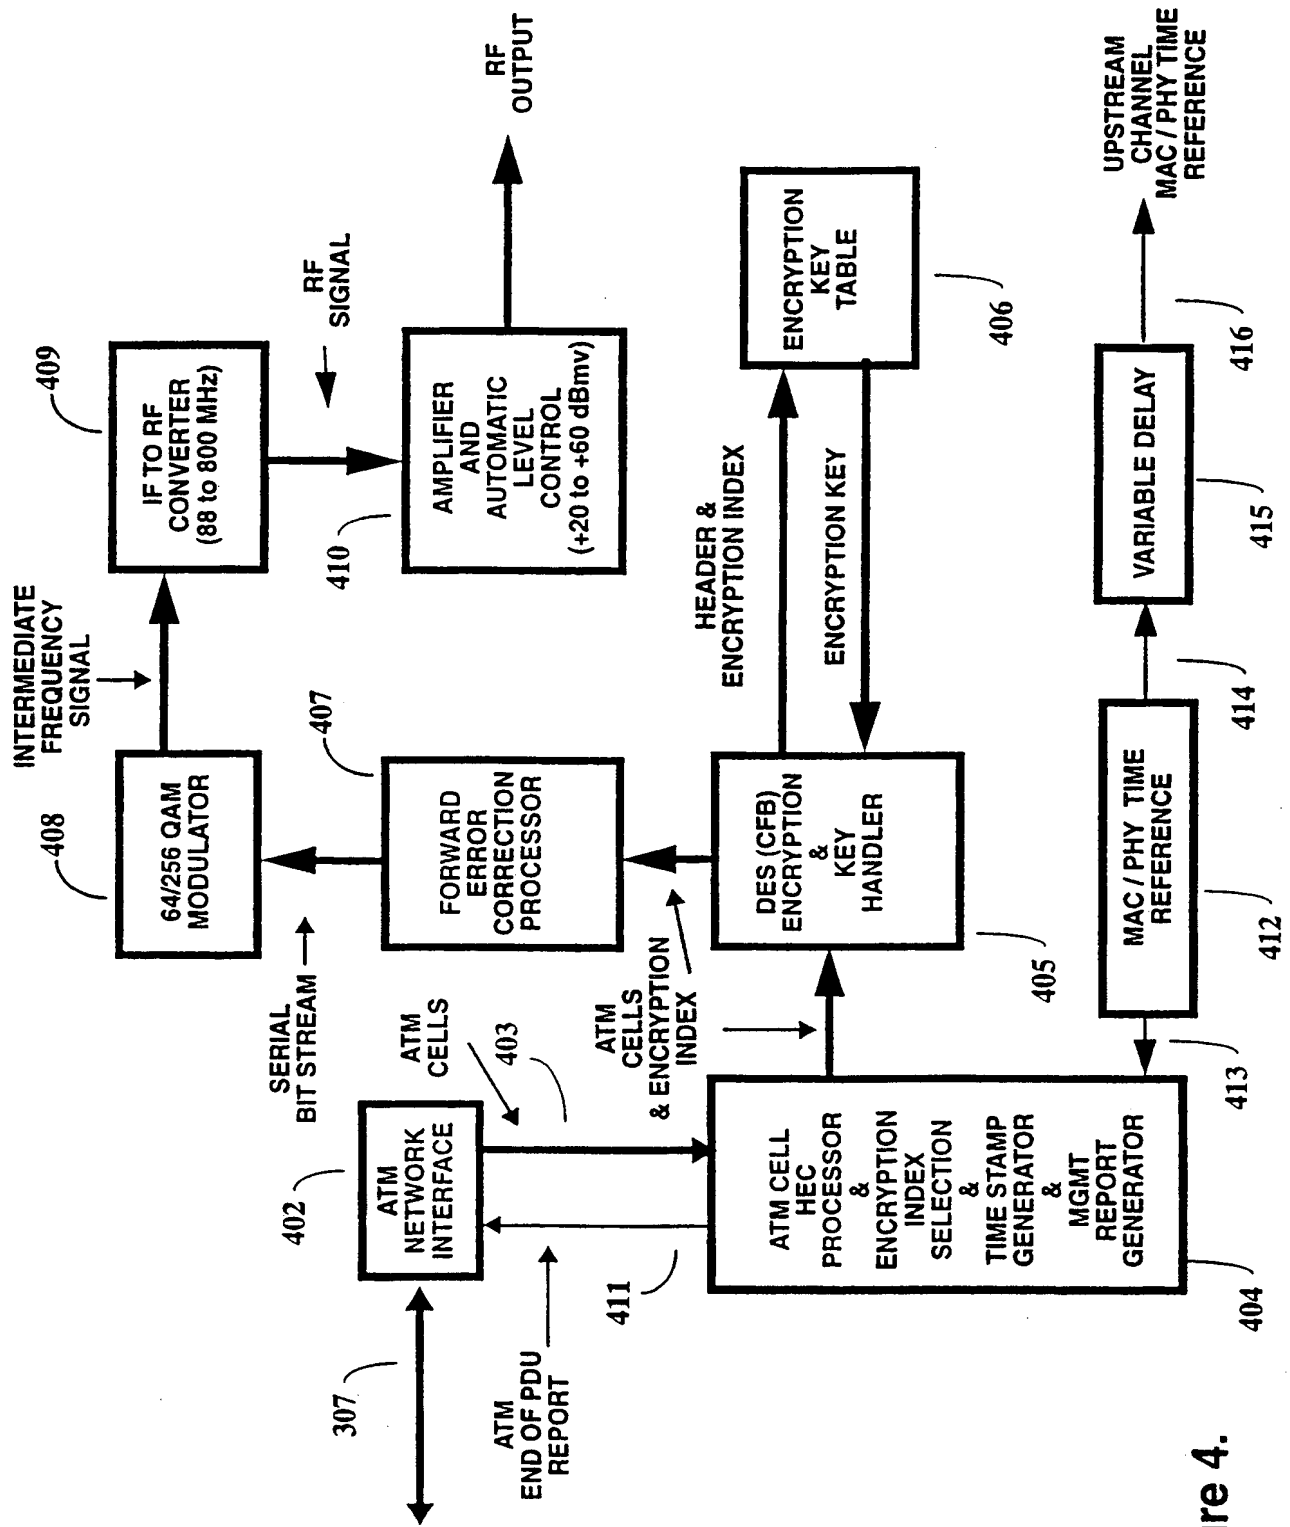 307
ATM
END OF PDU
REPORT
402
ATM
NETWORK
INTERFACE
411
ATM
CELLS
403
404
ATM CELL
HEC
PROCESSOR
&
ENCRYPTION
INDEX
SELECTION
&
TIME STAMP
GENERATOR
&
MGMT
REPORT
GENERATOR
413
ATM
CELLS
& ENCRYPTION
INDEX
405
DES (CFB)
ENCRYPTION
&
KEY
HANDLER
412
MAC / PHY TIME
REFERENCE
SERIAL
BIT STREAM
407
FORWARD
ERROR
CORRECTION
PROCESSOR
408
64/256 QAM
MODULATOR
INTERMEDIATE
FREQUENCY
SIGNAL
409
IF TO RF
CONVERTER
(88 to 800 MHz)
RF
SIGNAL
410
AMPLIFIER
AND
AUTOMATIC
LEVEL
CONTROL
(+20 to +60 dBmv)
RF
OUTPUT
HEADER &
ENCRYPTION INDEX
ENCRYPTION KEY
ENCRYPTION
KEY
TABLE
406
414
VARIABLE DELAY
415
416
UPSTREAM
CHANNEL
MAC / PHY TIME
REFERENCE
re 4.